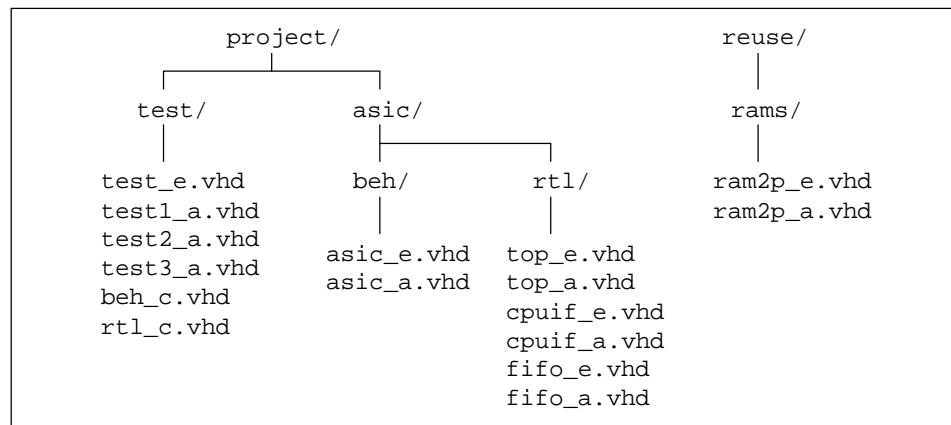 project/
reuse/
test/
asic/
rams/
test_e.vhd
test1_a.vhd
test2_a.vhd
test3_a.vhd
beh_c.vhd
rtl_c.vhd
beh/
asic_e.vhd
asic_a.vhd
rtl/
top_e.vhd
top_a.vhd
cpuif_e.vhd
cpuif_a.vhd
fifo_e.vhd
fifo_a.vhd
ram2p_e.vhd
ram2p_a.vhd